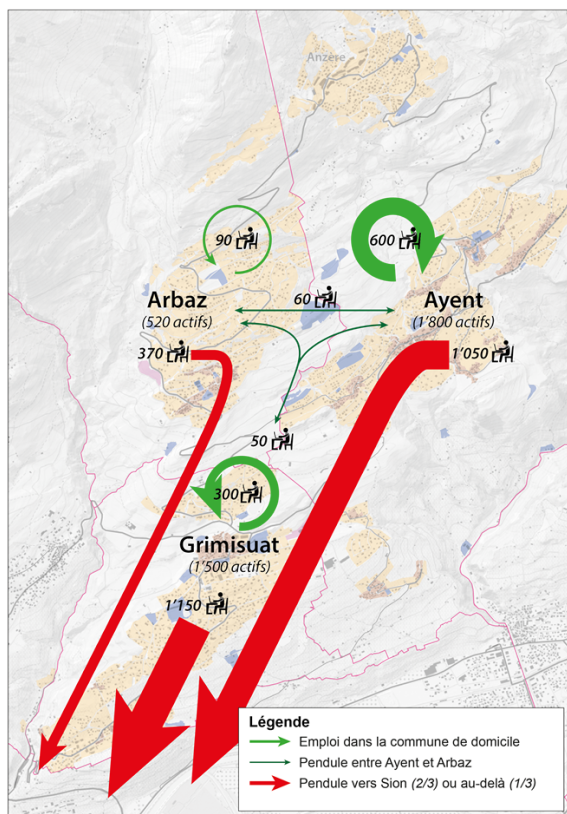 Anzère
90
600
Arbaz
(520 actifs)
60
Ayent
(1'800 actifs)
370
1'050
50
300
Grimisuat
(1'500 actifs)
1'150
Légende
Emploi dans la commune de domicile
Pendule entre Ayent et Arbaz
Pendule vers Sion (2/3) ou au-delà (1/3)